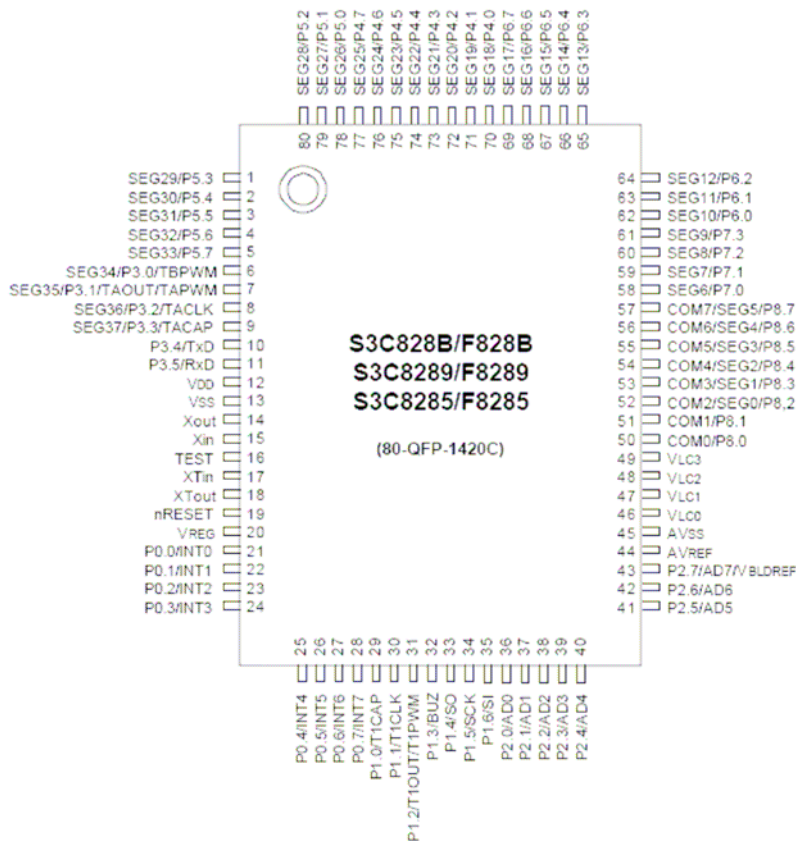 SEG28/P5.2
SEG27/P5.1
SEG26/P5.0
SEG25/P4.7
SEG24/P4.6
SEG23/P4.5
SEG22/P4.4
SEG21/P4.3
SEG20/P4.2
SEG19/P4.1
SEG18/P4.0
SEG17/P6.7
SEG16/P6.6
SEG15/P6.5
SEG14/P6.4
SEG13/P6.3
80 79 78 77 76 75 74 73 72 71 70 69 68 67 66 65
SEG29/P5.3 1
SEG30/P5.4 2
SEG31/P5.5 3
SEG32/P5.6 4
SEG33/P5.7 5
SEG34/P3.0/TBPWM 6
SEG35/P3.1/TAOUT/TAPWM 7
SEG36/P3.2/TACLK 8
SEG37/P3.3/TACAP 9
P3.4/TxD 10
P3.5/RxD 11
VDD 12
VSS 13
Xout 14
Xin 15
TEST 16
XTin 17
XTout 18
nRESET 19
VREG 20
P0.0/INT0 21
P0.1/INT1 22
P0.2/INT2 23
P0.3/INT3 24
S3C828B/F828B
S3C8289/F8289
S3C8285/F8285
(80-QFP-1420C)
64 SEG12/P6.2
63 SEG11/P6.1
62 SEG10/P6.0
61 SEG9/P7.3
60 SEG8/P7.2
59 SEG7/P7.1
58 SEG6/P7.0
57 COM7/SEG5/P8.7
56 COM6/SEG4/P8.6
55 COM5/SEG3/P8.5
54 COM4/SEG2/P8.4
53 COM3/SEG1/P8.3
52 COM2/SEG0/P8,2
51 COM1/P8.1
50 COM0/P8.0
49 VLC3
48 VLC2
47 VLC1
46 VLC0
45 AVSS
44 AVREF
43 P2.7/AD7/VBLDREF
42 P2.6/AD6
41 P2.5/AD5
25 26 27 28 29 30 31 32 33 34 35 36 37 38 39 40
P0.4/INT4
P0.5/INT5
P0.6/INT6
P0.7/INT7
P1.0/T1CAP
P1.1/T1CLK
P1.2/T1OUT/T1PWM
P1.3/BUZ
P1.4/SO
P1.5/SCK
P1.6/SI
P2.0/AD0
P2.1/AD1
P2.2/AD2
P2.3/AD3
P2.4/AD4